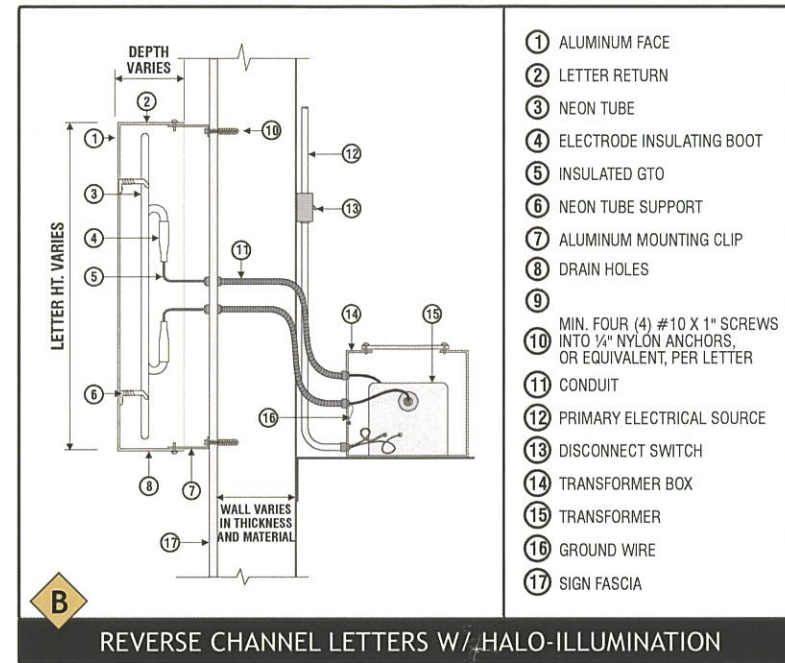 DEPTH
VARIES
2
1
10
12
3
13
4
11
5
14
15
LETTER HT. VARIES
6
16
8
7
WALL VARIES
IN THICKNESS
AND MATERIAL
17
B
1 ALUMINUM FACE
2 LETTER RETURN
3 NEON TUBE
4 ELECTRODE INSULATING BOOT
5 INSULATED GTO
6 NEON TUBE SUPPORT
7 ALUMINUM MOUNTING CLIP
8 DRAIN HOLES
9
10 MIN. FOUR (4) #10 X 1" SCREWS
INTO ¼" NYLON ANCHORS,
OR EQUIVALENT, PER LETTER
11 CONDUIT
12 PRIMARY ELECTRICAL SOURCE
13 DISCONNECT SWITCH
14 TRANSFORMER BOX
15 TRANSFORMER
16 GROUND WIRE
17 SIGN FASCIA
REVERSE CHANNEL LETTERS W/ HALO-ILLUMINATION